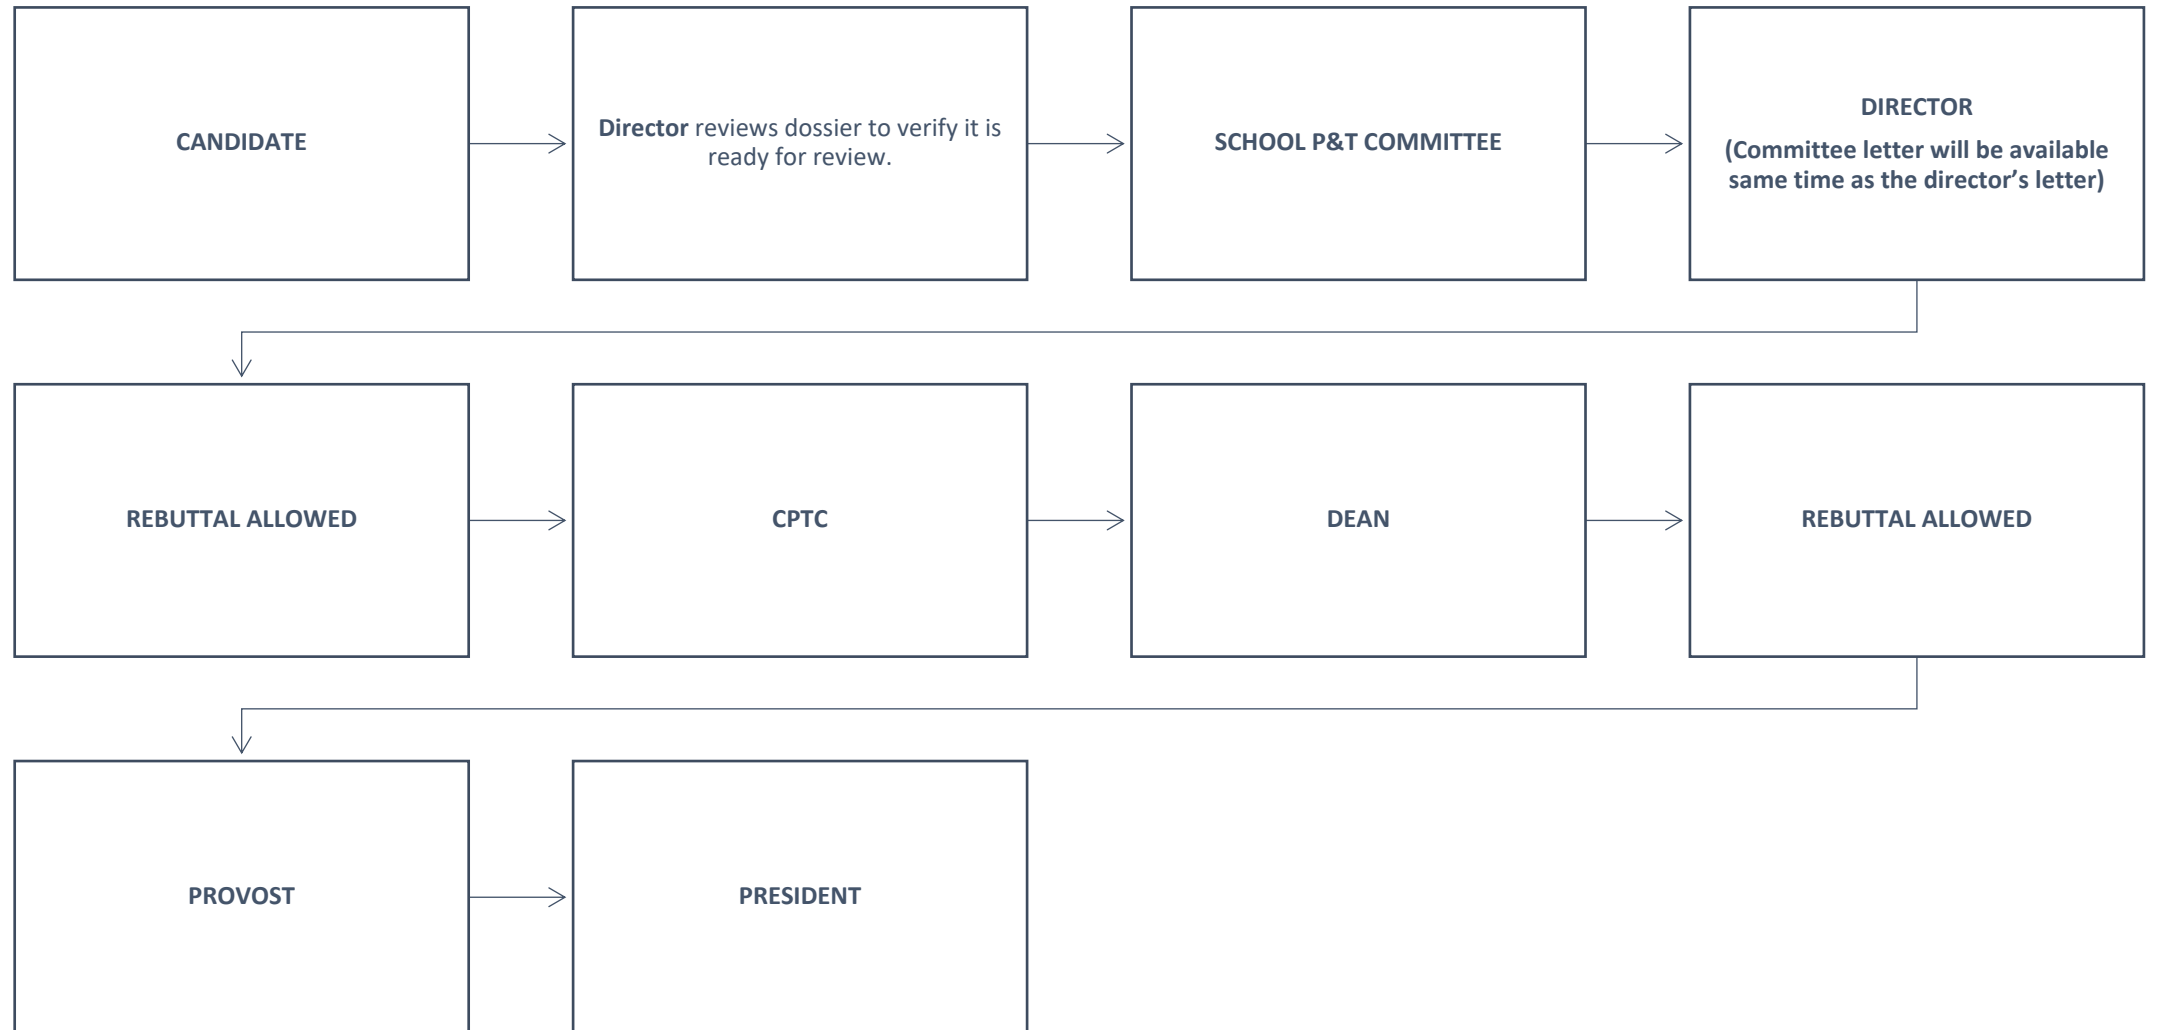 CANDIDATE
Director reviews dossier to verify it is
ready for review.
SCHOOL P&T COMMITTEE
DIRECTOR
(Committee letter will be available
same time as the director’s letter)
REBUTTAL ALLOWED
CPTC
DEAN
REBUTTAL ALLOWED
PROVOST
PRESIDENT